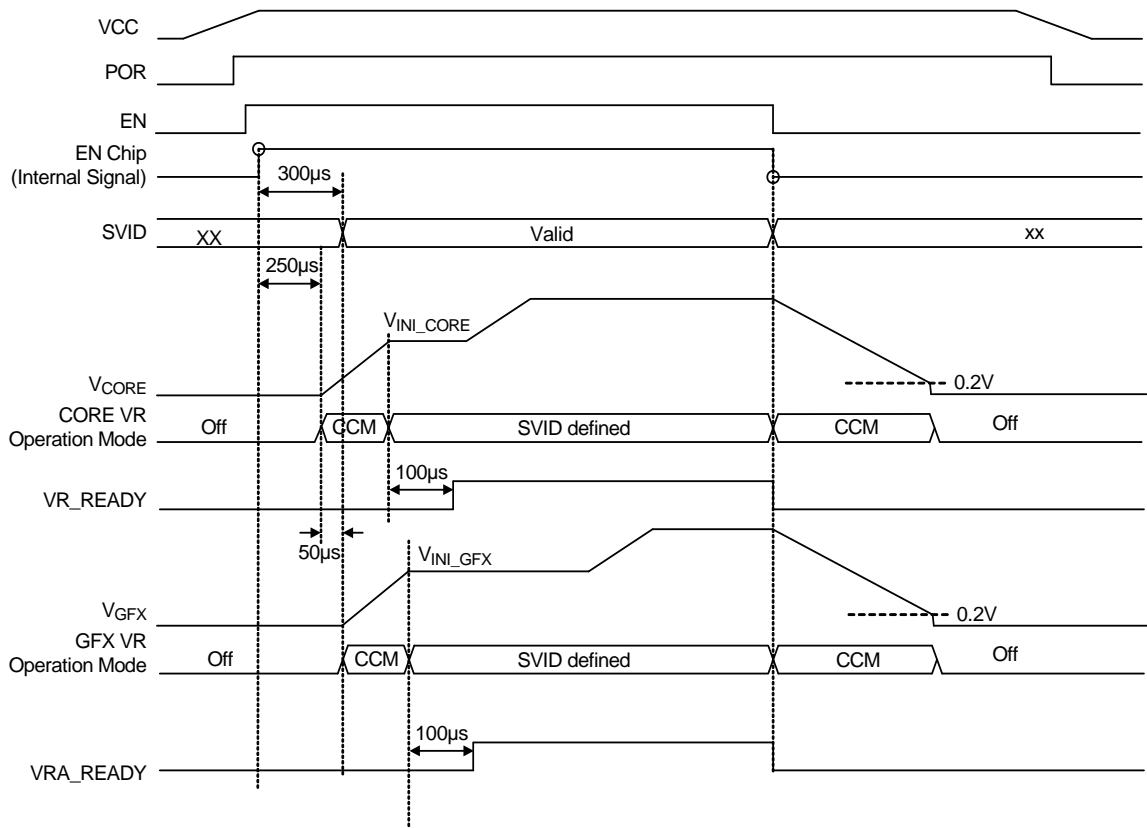 VCC
POR
EN
EN Chip
(Internal Signal)
300µs
SVID
XX
Valid
xx
250µs
VINI_CORE
VCORE
0.2V
CORE VR
Operation Mode
Off
CCM
SVID defined
CCM
Off
100µs
VR_READY
50µs
VINI_GFX
VGFX
0.2V
GFX VR
Operation Mode
Off
CCM
SVID defined
CCM
Off
100µs
VRA_READY